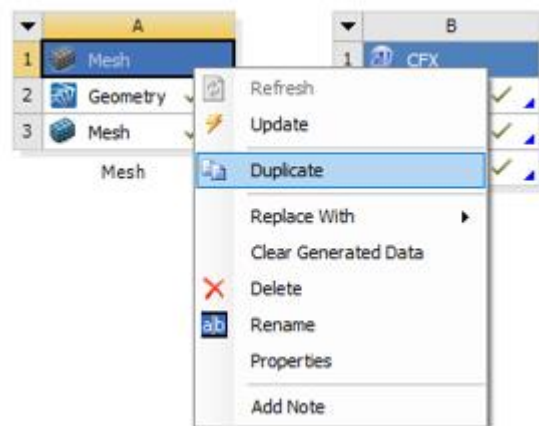 A
B
1 Mesh
1 CFX
2 Geometry
3 Mesh
Mesh
Refresh
Update
Duplicate
Replace With
Clear Generated Data
Delete
ab Rename
Properties
Add Note